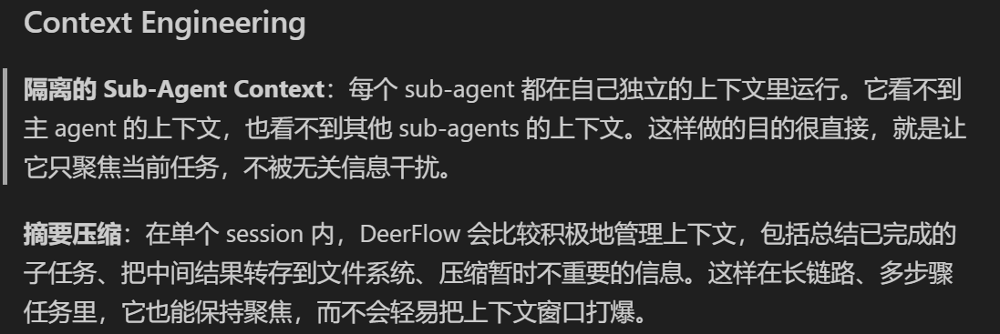 Context Engineering
隔离的 Sub-Agent Context：每个 sub-agent 都在自己独立的上下文里运行。它看不到
主 agent 的上下文，也看不到其他 sub-agents 的上下文。这样做的目的很直接，就是让
它只聚焦当前任务，不被无关信息干扰。
摘要压缩：在单个 session 内，DeerFlow 会比较积极地管理上下文，包括总结已完成的
子任务、把中间结果转存到文件系统、压缩暂时不重要的信息。这样在长链路、多步骤
任务里，它也能保持聚焦，而不会轻易把上下文窗口打爆。